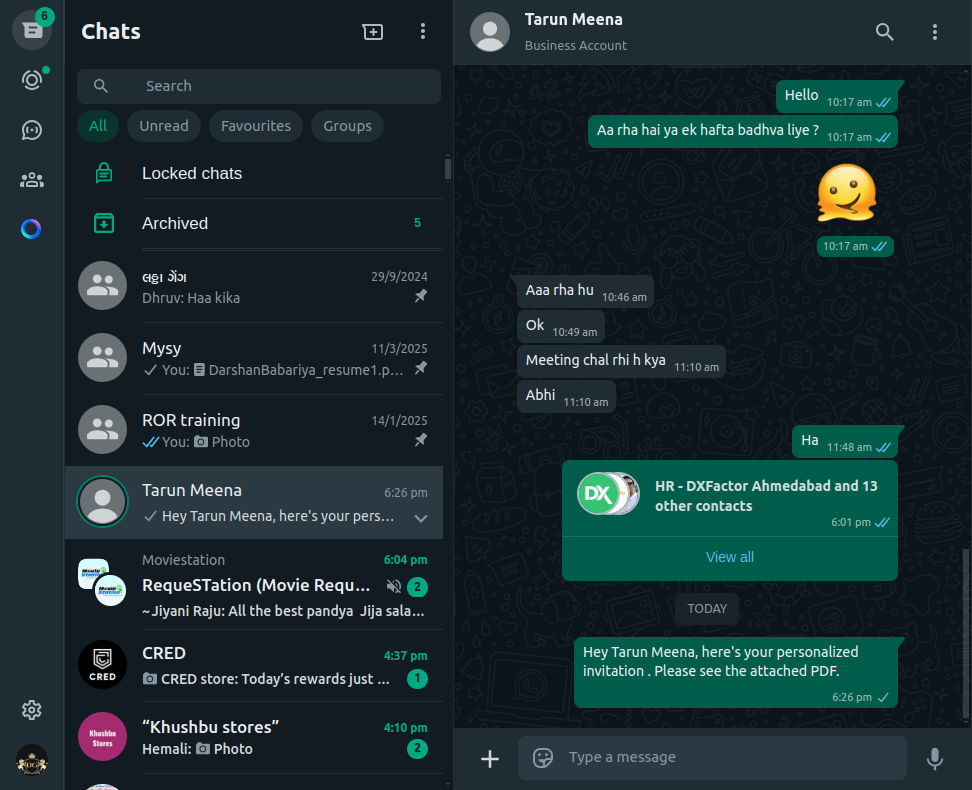 6
Chats
Search
All
Unread
Favourites
Groups
Locked chats
Archived
5
લઠ્ઠા ગેંગ
29/9/2024
Dhruv: Haa kika
Mysy
11/3/2025
You: DarshanBabariya_resume1.p...
ROR training
14/1/2025
You: Photo
Tarun Meena
6:26 pm
Hey Tarun Meena, here's your pers...
Moviestation
6:04 pm
RequeSTation (Movie Requ...
2
~Jiyani Raju: All the best pandya Jija sala...
CRED
CRED
4:37 pm
CRED store: Today’s rewards just ...
1
Khushbu
Stores
“Khushbu stores”
4:10 pm
Hemali: Photo
2
Tarun Meena
Business Account
Hello
10:17 am
Aa rha hai ya ek hafta badhva liye ?
10:17 am
10:17 am
Aaa rha hu
10:46 am
Ok
10:49 am
Meeting chal rhi h kya
11:10 am
Abhi
11:10 am
Ha
11:48 am
DX
HR - DXFactor Ahmedabad and 13
other contacts
6:01 pm
View all
TODAY
Hey Tarun Meena, here's your personalized
invitation . Please see the attached PDF.
6:26 pm
Type a message